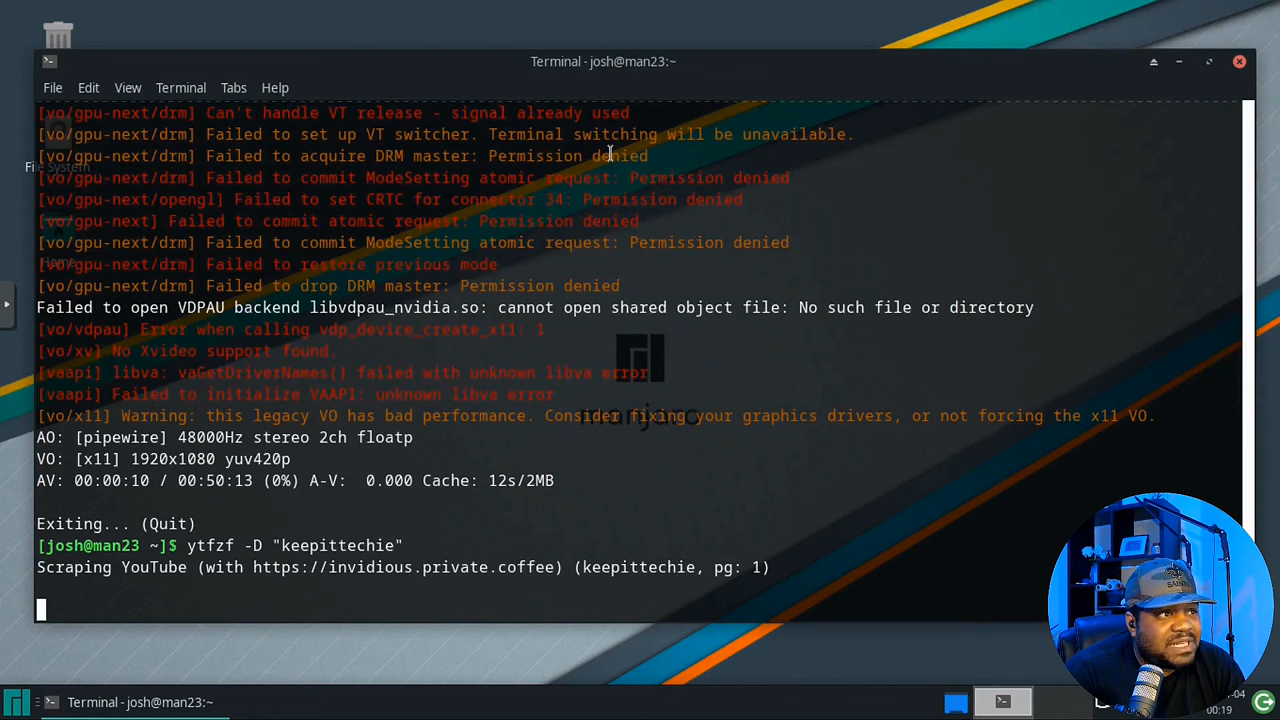 Terminal - josh@man23:~
File Edit View Terminal Tabs Help
[vo/gpu-next/drm] Can't handle VT release - signal already used
[vo/gpu-next/drm] Failed to set up VT switcher. Terminal switching will be unavailable.
[vo/gpu-next/drm] Failed to acquire DRM master: Permission denied
File System
[vo/gpu-next/drm] Failed to commit ModeSetting atomic request: Permission denied
[vo/gpu-next/opengl] Failed to set CRTC for connector 34: Permission denied
[vo/gpu-next] Failed to commit atomic request: Permission denied
[vo/gpu-next/drm] Failed to commit ModeSetting atomic request: Permission denied
Home
[vo/gpu-next/drm] Failed to restore previous mode
[vo/gpu-next/drm] Failed to drop DRM master: Permission denied
Failed to open VDPAU backend libvdpau_nvidia.so: cannot open shared object file: No such file or directory
[vo/vdpau] Error when calling vdp_device_create_x11: 1
[vo/xv] No Xvideo support found.
[vaapi] libva: vaGetDriverNames() failed with unknown libva error
[vaapi] Failed to initialize VAAPI: unknown libva error
[vo/x11] Warning: this legacy VO has bad performance. Consider fixing your graphics drivers, or not forcing the x11 VO.
manjaro
AO: [pipewire] 48000Hz stereo 2ch floatp
VO: [x11] 1920x1080 yuv420p
AV: 00:00:10 / 00:50:13 (0%) A-V:  0.000 Cache: 12s/2MB
Exiting... (Quit)
[josh@man23 ~]$ ytfzf -D "keepittechie"
Scraping YouTube (with https://invidious.private.coffee) (keepittechie, pg: 1)
Terminal - josh@man23:~
-04
00:19